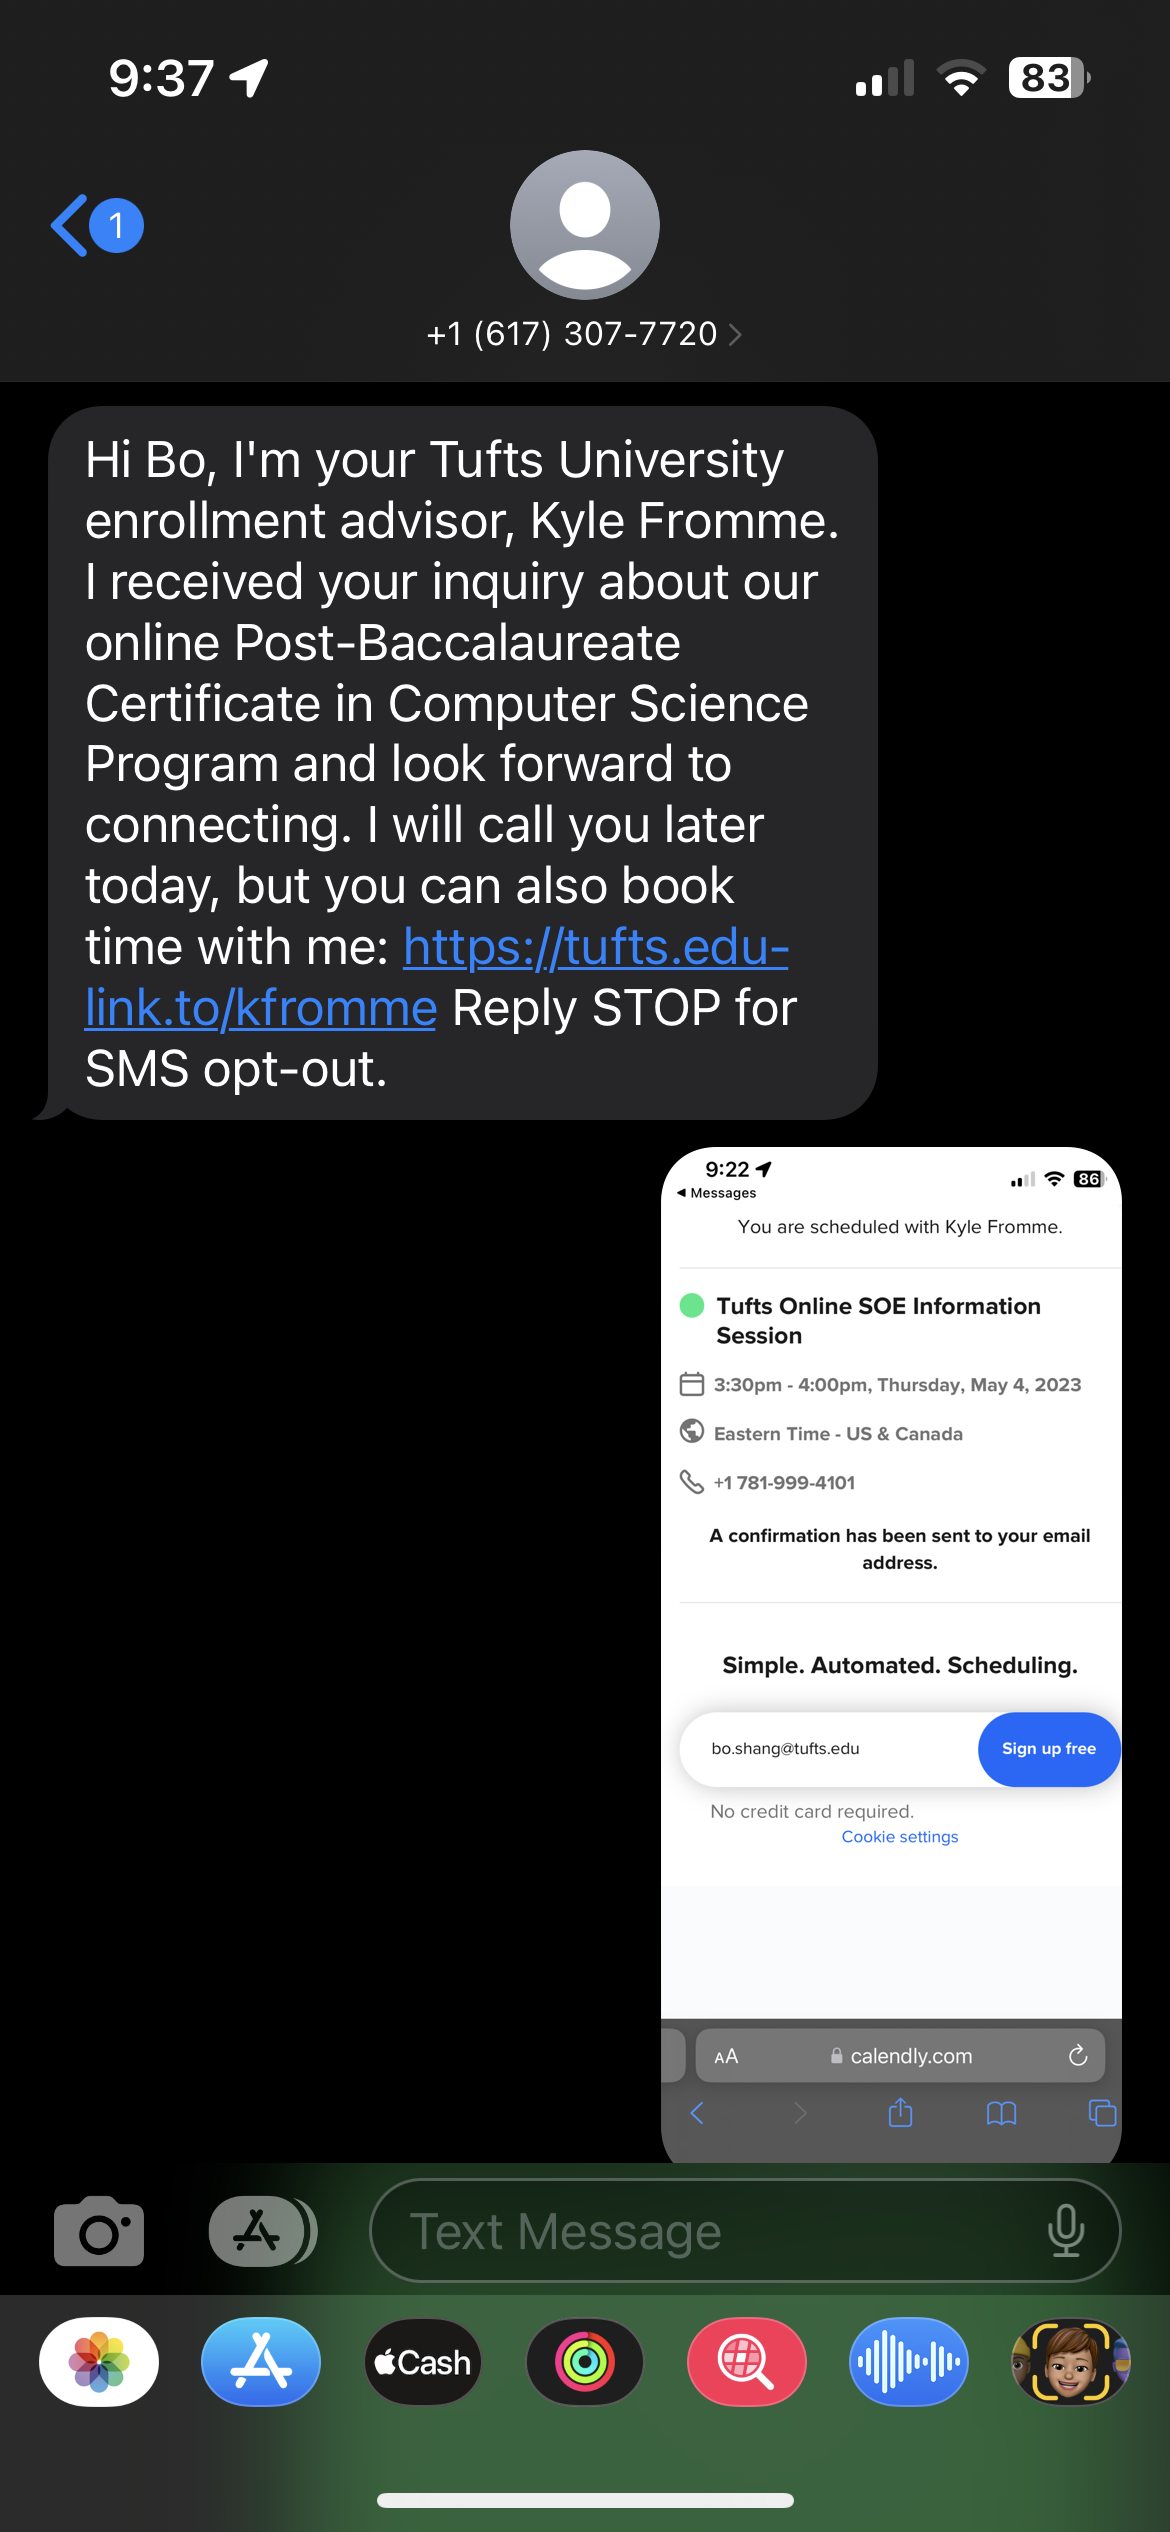 9:37
83
1
+1 (617) 307-7720
Hi Bo, I'm your Tufts University
enrollment advisor, Kyle Fromme.
I received your inquiry about our
online Post-Baccalaureate
Certificate in Computer Science
Program and look forward to
connecting. I will call you later
today, but you can also book
time with me: https://tufts.edu-
link.to/kfromme Reply STOP for
SMS opt-out.
9:22
86
Messages
You are scheduled with Kyle Fromme.
Tufts Online SOE Information
Session
3:30pm - 4:00pm, Thursday, May 4, 2023
Eastern Time - US & Canada
+1 781-999-4101
A confirmation has been sent to your email
address.
Simple. Automated. Scheduling.
bo.shang@tufts.edu
Sign up free
No credit card required.
Cookie settings
AA
calendly.com
Text Message
Cash